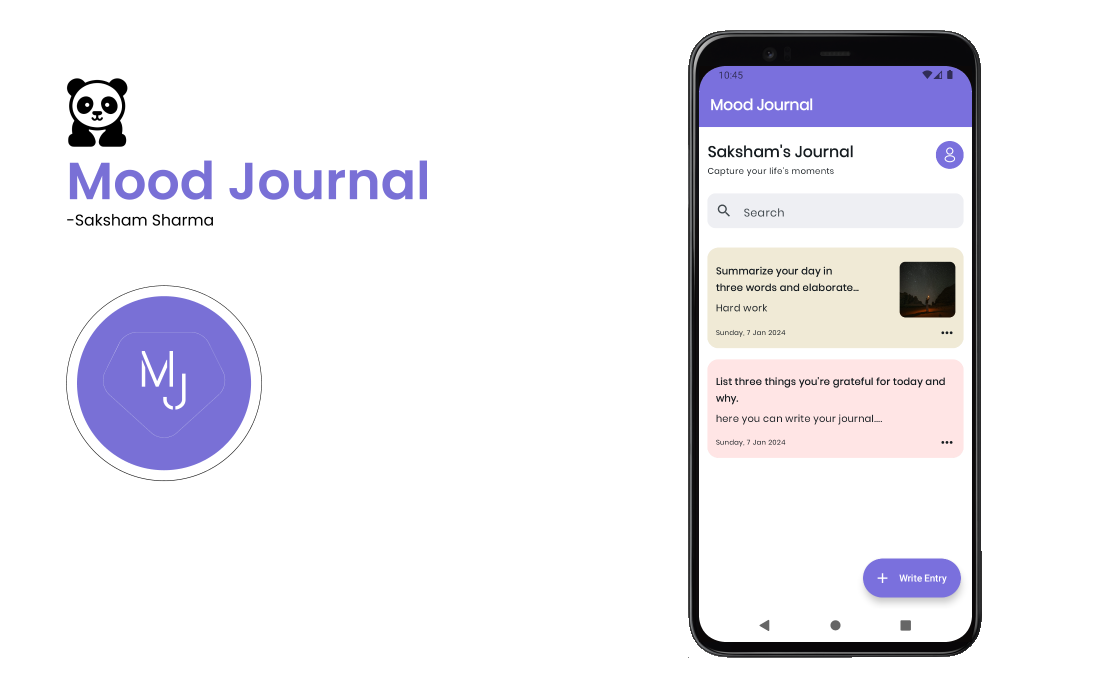 Mood Journal
-Saksham Sharma
MJ
10:45
Mood Journal
Saksham's Journal
Capture your life's moments
Search
Summarize your day in
three words and elaborate...
Hard work
Sunday, 7 Jan 2024
List three things you're grateful for today and
why.
here you can write your journal....
Sunday, 7 Jan 2024
Write Entry